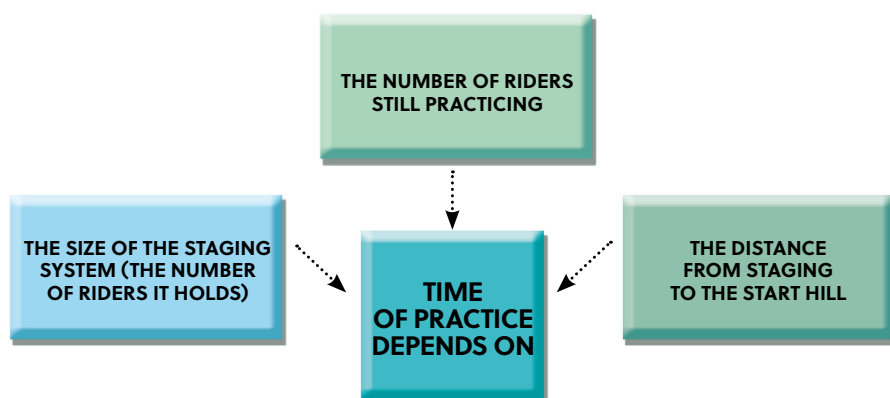 THE NUMBER OF RIDERS
STILL PRACTICING
THE SIZE OF THE STAGING
SYSTEM (THE NUMBER
OF RIDERS IT HOLDS)
TIME
OF PRACTICE
DEPENDS ON
THE DISTANCE
FROM STAGING
TO THE START HILL